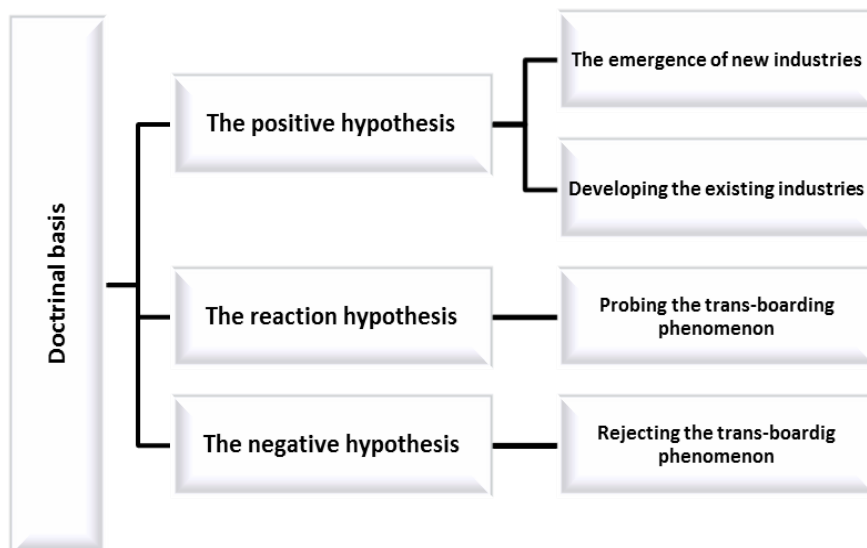 Doctrinal basis
The positive hypothesis
The emergence of new industries
Developing the existing industries
The reaction hypothesis
Probing the trans-boarding
phenomenon
The negative hypothesis
Rejecting the trans-boardig
phenomenon